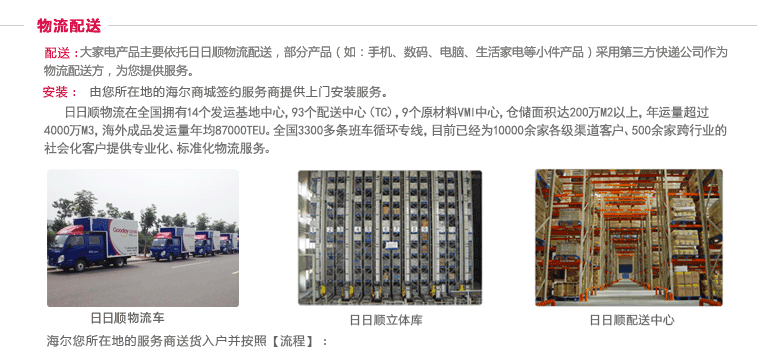 物流配送
配送：大家电产品主要依托日日顺物流配送，部分产品（如：手机、数码、电脑、生活家电等小件产品）采用第三方快递公司作为
物流配送方，为您提供服务。
安装： 由您所在地的海尔商城签约服务商提供上门安装服务。
日日顺物流在全国拥有14个发运基地中心，93个配送中心（TC），9个原材料VMI中心，仓储面积达200万M2以上，年运量超过
4000万M3，海外成品发运量年均87000TEU。全国3300多条班车循环专线，目前已经为10000余家各级渠道客户、500余家跨行业的
社会化客户提供专业化、标准化物流服务。
Goodaymart
日日顺物流车
日日顺立体库
日日顺配送中心
海尔您所在地的服务商送货入户并按照【流程】：